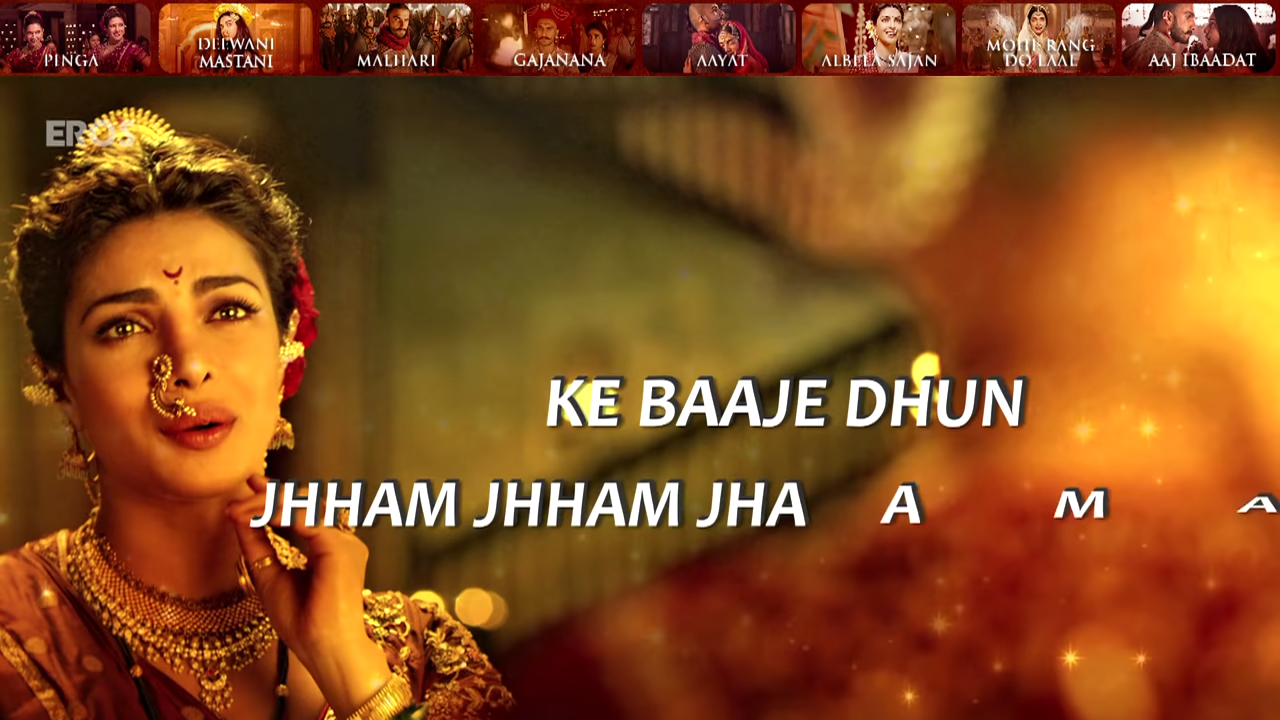 PINGA
DEEWANI
MASTANI
MALHARI
GAJANANA
AAYAT
ALBELA SAJAN
MOHE RANG
DO LAAL
AAJ IBAADAT
EROS
KE BAAJE DHUN
JHHAM JHHAM JHA A M A